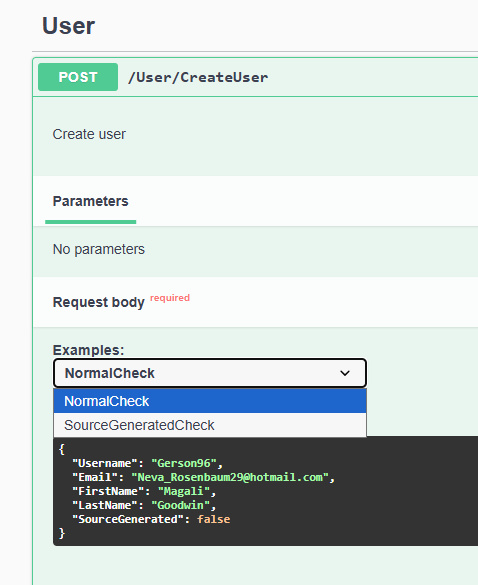 User
POST /User/CreateUser
Create user
Parameters
No parameters
Request body required
Examples:
NormalCheck
NormalCheck
SourceGeneratedCheck
{
"Username": "Gerson96",
"Email": "Neva_Rosenbaum29@hotmail.com",
"FirstName": "Magali",
"LastName": "Goodwin",
"SourceGenerated": false
}